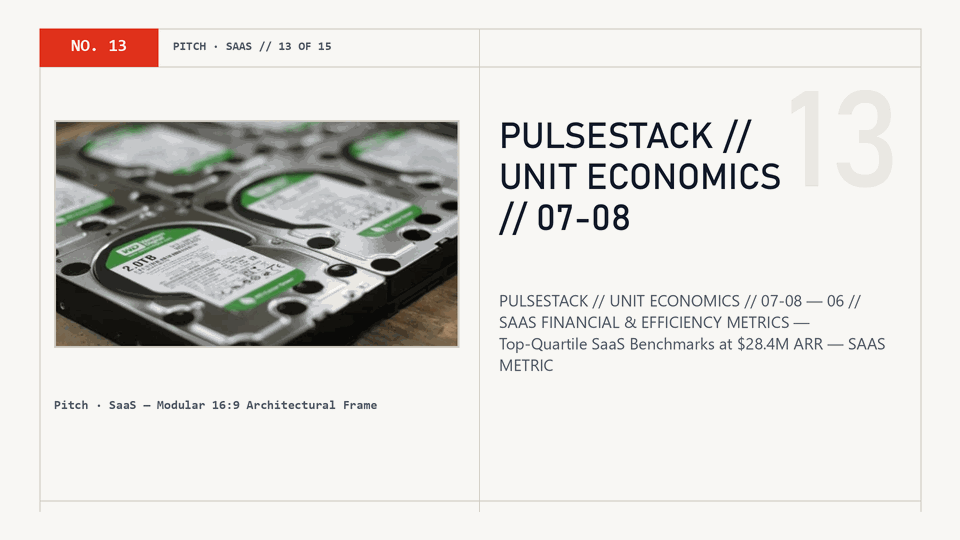 NO. 13
PITCH · SAAS // 13 OF 15
13
PULSESTACK //
UNIT ECONOMICS
// 07-08
2.0TB
PULSESTACK // UNIT ECONOMICS // 07-08 — 06 //
SAAS FINANCIAL & EFFICIENCY METRICS —
Top-Quartile SaaS Benchmarks at $28.4M ARR — SAAS
METRIC
Pitch · SaaS — Modular 16:9 Architectural Frame